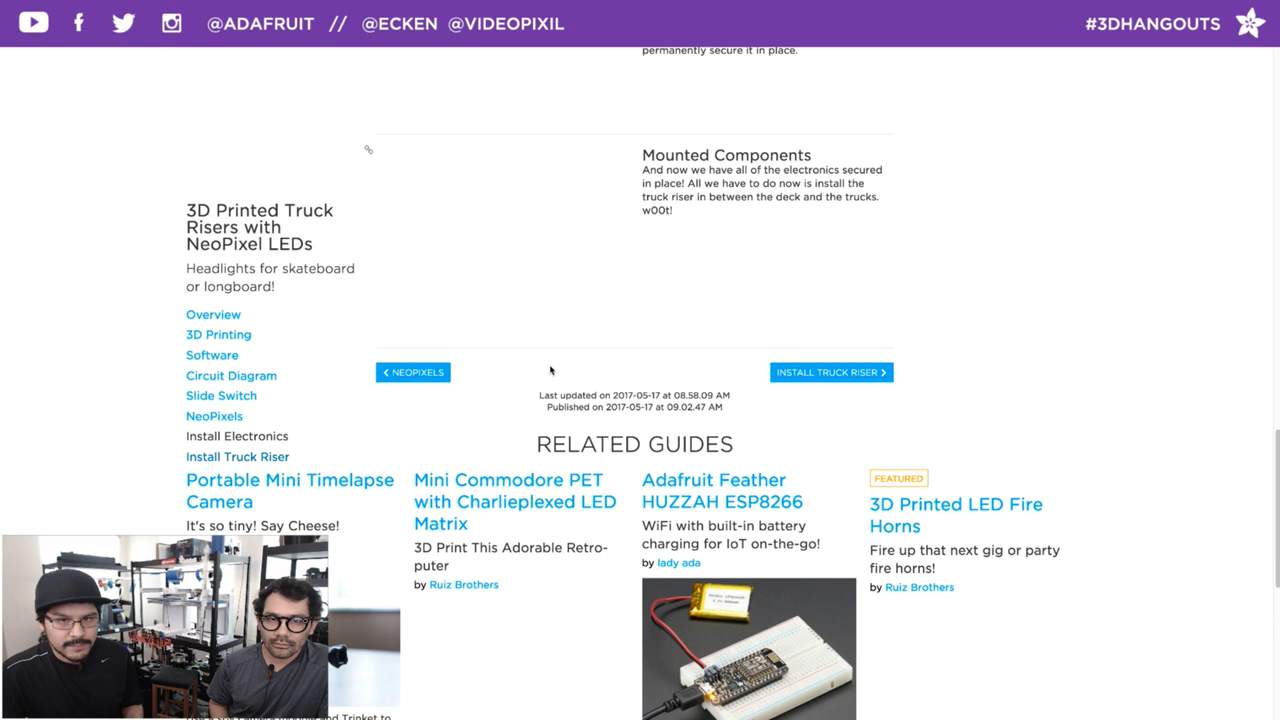 @ADAFRUIT // @ECKEN @VIDEOPIXIL
#3DHANGOUTS
permanently secure it in place.
Mounted Components
And now we have all of the electronics secured
in place! All we have to do now is install the
truck riser in between the deck and the trucks.
w00t!
3D Printed Truck
Risers with
NeoPixel LEDs
Headlights for skateboard
or longboard!
Overview
3D Printing
Software
Circuit Diagram
Slide Switch
NeoPixels
Install Electronics
Install Truck Riser
NEOPIXELS
INSTALL TRUCK RISER
Last updated on 2017-05-17 at 08.58.09 AM
Published on 2017-05-17 at 09.02.47 AM
RELATED GUIDES
Portable Mini Timelapse
Camera
It's so tiny! Say Cheese!
Mini Commodore PET
with Charlieplexed LED
Matrix
3D Print This Adorable Retro-
puter
by Ruiz Brothers
Adafruit Feather
HUZZAH ESP8266
WiFi with built-in battery
charging for IoT on-the-go!
by lady ada
FEATURED
3D Printed LED Fire
Horns
Fire up that next gig or party
fire horns!
by Ruiz Brothers